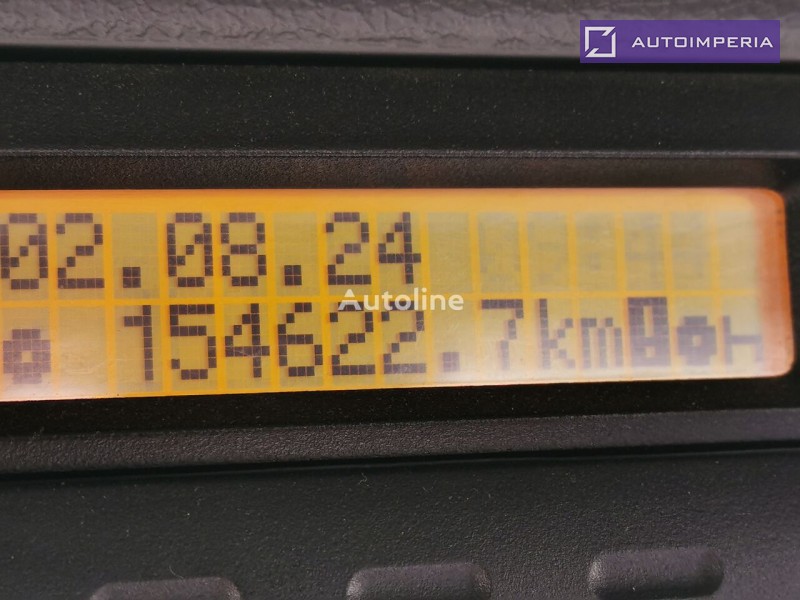 AUTOIMPERIA
02.08.24
154622.7km
Autoline